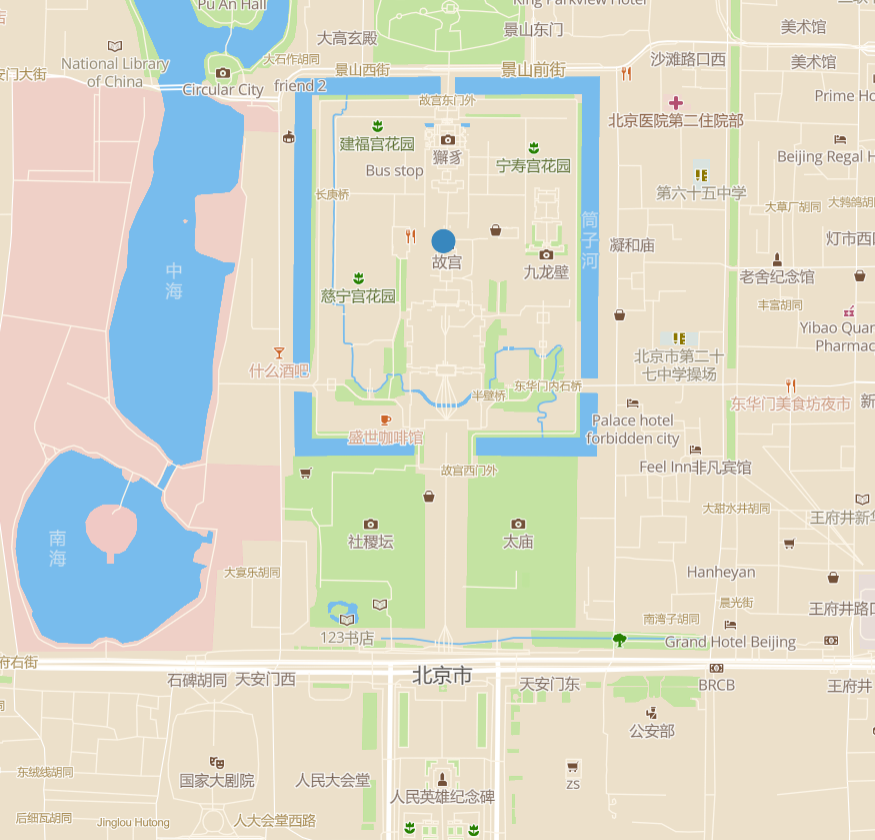 Pu An Hall
King Parkview Hotel
景山东门
美术馆
大高玄殿
National Library
of China
大石作胡同
沙滩路口西
美术馆
安门大街
景山西街
景山前街
Circular City
friend 2
故宫东门外
Prime Ho
北京医院第二住院部
建福宫花园
獬豸
Beijing Regal H
宁寿宫花园
Bus stop
长庚桥
第六十五中学
大草厂胡同
大鹁鸽胡同
筒
子
河
凝和庙
灯市西口
故宫
九龙壁
老舍纪念馆
中
海
慈宁宫花园
丰富胡同
Yibao Quan
Pharmac
北京市第二十
七中学操场
什么酒吧
东华门内石桥
半壁桥
东华门美食坊夜市
新
盛世咖啡馆
Palace hotel
forbidden city
故宫西门外
Feel Inn非凡宾馆
大甜水井胡同
王府井新华
南
海
社稷坛
太庙
大宴乐胡同
Hanheyan
晨光街
王府井路口
南湾子胡同
123书店
Grand Hotel Beijing
府右街
石碑胡同
天安门西
北京市
天安门东
BRCB
王府井
公安部
东绒线胡同
国家大剧院
人民大会堂
人民英雄纪念碑
zs
后细瓦胡同
Jinglou Hutong
人大会堂西路